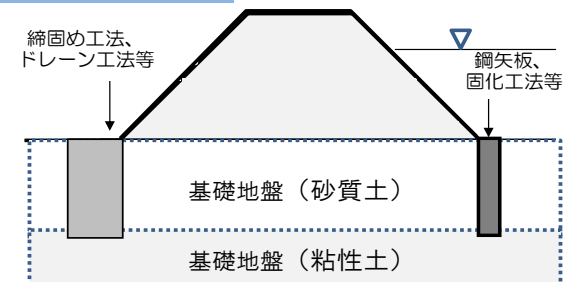 締固め工法、
ドレーン工法等
鋼矢板、
固化工法等
基礎地盤（砂質土）
基礎地盤（粘性土）